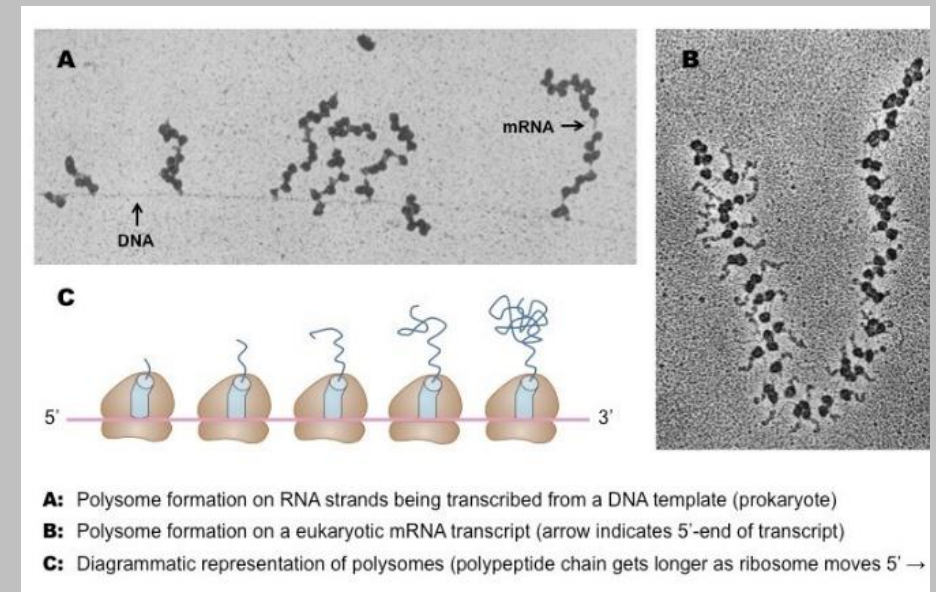 A
mRNA →
DNA
B
C
5'
3'
A: Polysome formation on RNA strands being transcribed from a DNA template (prokaryote)
B: Polysome formation on a eukaryotic mRNA transcript (arrow indicates 5'-end of transcript)
C: Diagrammatic representation of polysomes (polypeptide chain gets longer as ribosome moves 5' →